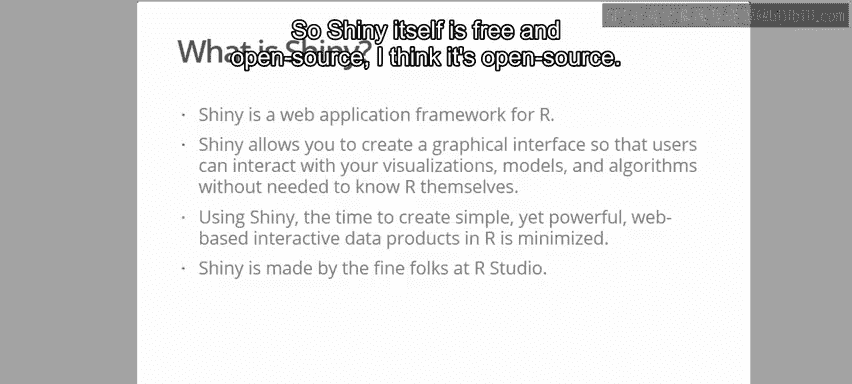 So Shiny itself is free and
open-source, I think it's open-source.
What is Shiny?
· Shiny is a web application framework for R.
· Shiny allows you to create a graphical interface so that users
can interact with your visualizations, models, and algorithms
without needed to know R themselves.
· Using Shiny, the time to create simple, yet powerful, web-
based interactive data products in R is minimized.
· Shiny is made by the fine folks at R Studio.